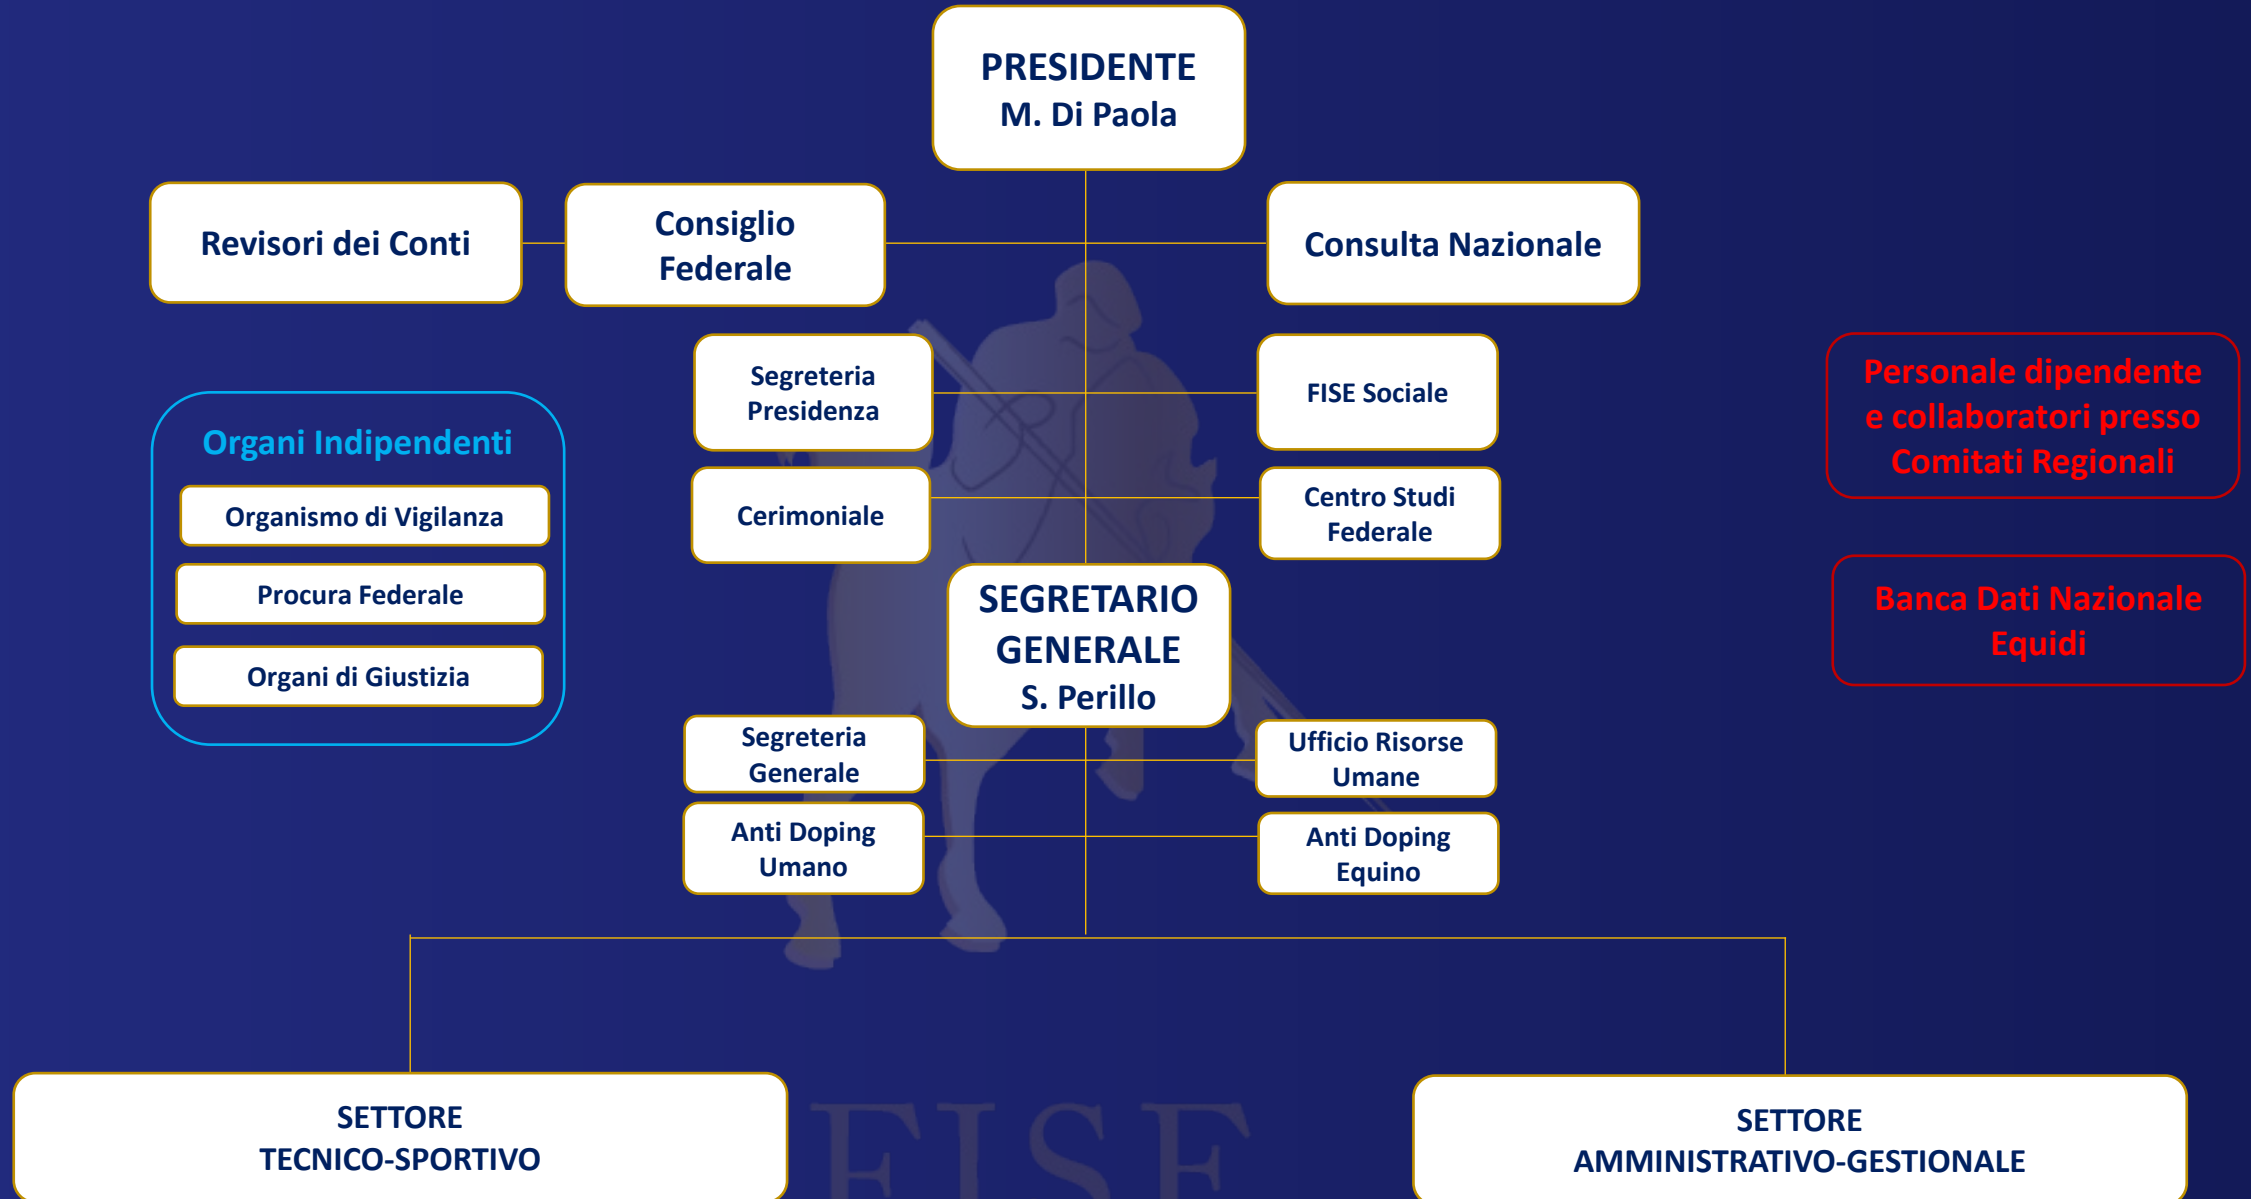 PRESIDENTE
M. Di Paola
Revisori dei Conti
Consiglio
Federale
Consulta Nazionale
Segreteria
Presidenza
FISE Sociale
Personale dipendente
e collaboratori presso
Comitati Regionali
Organi Indipendenti
Organismo di Vigilanza
Procura Federale
Organi di Giustizia
Cerimoniale
Centro Studi
Federale
SEGRETARIO
GENERALE
S. Perillo
Banca Dati Nazionale
Equidi
Segreteria
Generale
Ufficio Risorse
Umane
Anti Doping
Umano
Anti Doping
Equino
SETTORE
TECNICO-SPORTIVO
FISE
SETTORE
AMMINISTRATIVO-GESTIONALE